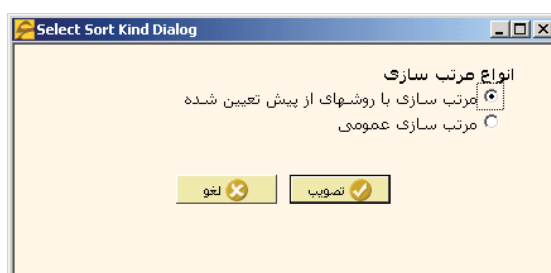 Select Sort Kind Dialog
انواع مرتب سازی
مرتب سازی با روشهای از پیش تعیین شده
مرتب سازی عمومی
تصویب لغو